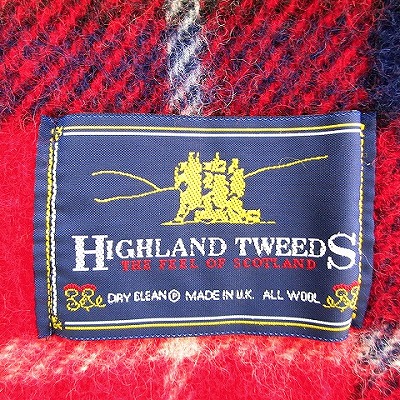 HIGHLAND TWEEDS
THE FEEL OF SCOTLAND
DRY CLEAN Ⓟ MADE IN U.K. ALL WOOL